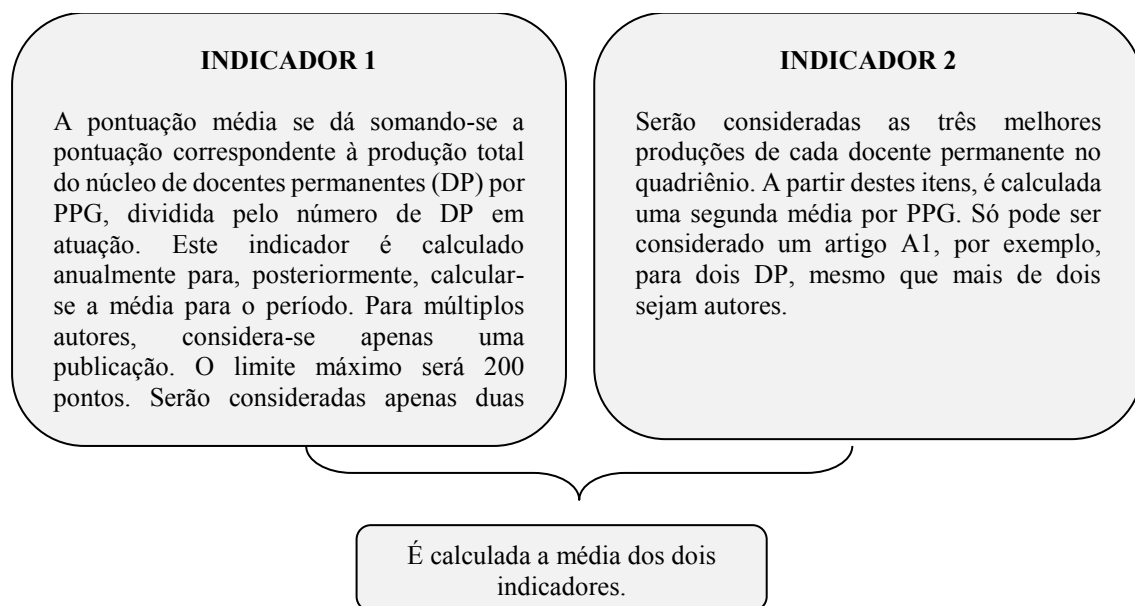 INDICADOR 1
A pontuação média se dá somando-se a
pontuação correspondente à produção total
do núcleo de docentes permanentes (DP) por
PPG, dividida pelo número de DP em
atuação. Este indicador é calculado
anualmente para, posteriormente, calcular-
se a média para o período. Para múltiplos
autores, considera-se apenas uma
publicação. O limite máximo será 200
pontos. Serão consideradas apenas duas
INDICADOR 2
Serão consideradas as três melhores
produções de cada docente permanente no
quadriênio. A partir destes itens, é calculada
uma segunda média por PPG. Só pode ser
considerado um artigo A1, por exemplo,
para dois DP, mesmo que mais de dois
sejam autores.
É calculada a média dos dois
indicadores.